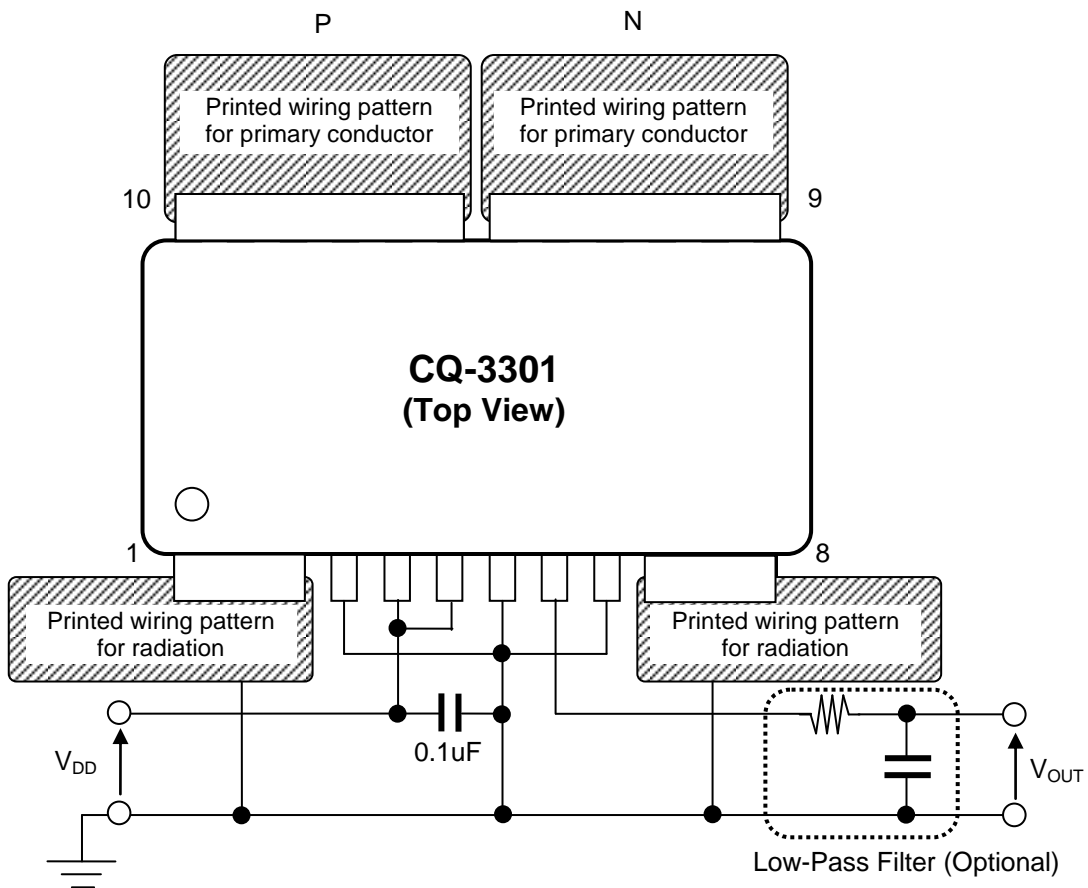 P
N
Printed wiring pattern
for primary conductor
Printed wiring pattern
for primary conductor
10
9
CQ-3301
(Top View)
1
8
Printed wiring pattern
for radiation
Printed wiring pattern
for radiation
0.1uF
VDD
VOUT
Low-Pass Filter (Optional)